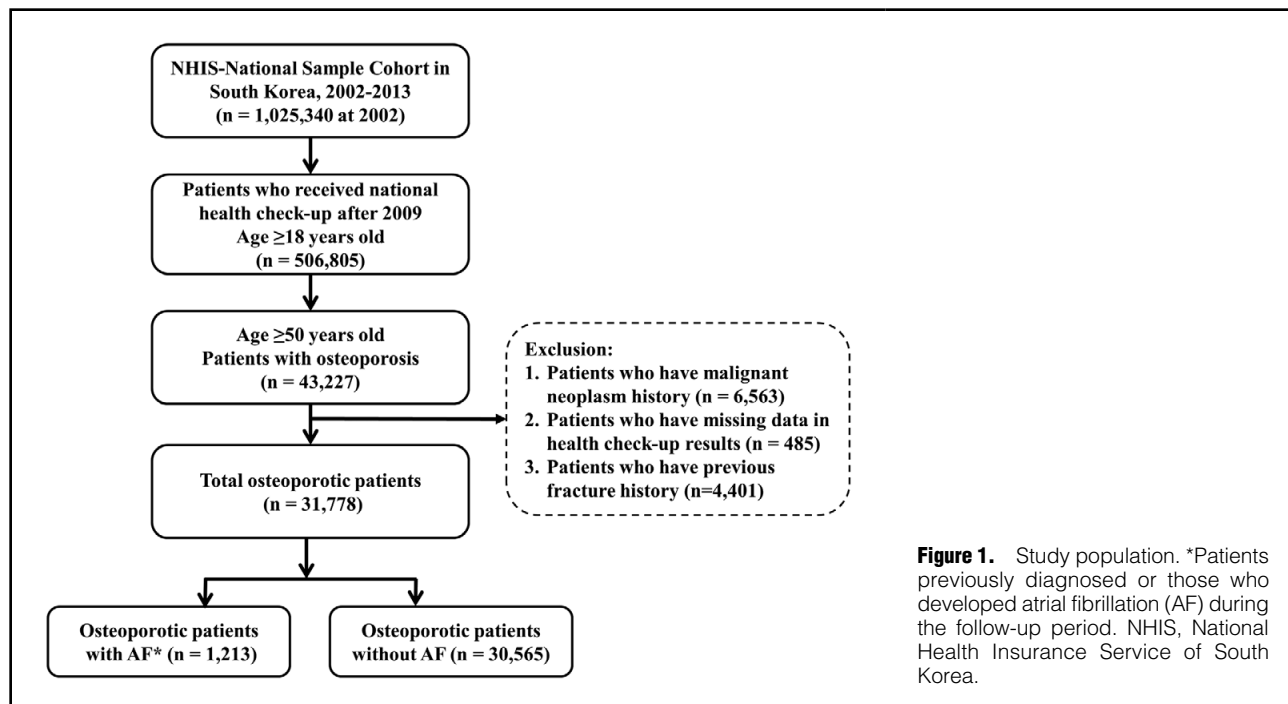 NHIS-National Sample Cohort in
South Korea, 2002-2013
(n = 1,025,340 at 2002)
Patients who received national
health check-up after 2009
Age ≥18 years old
(n = 506,805)
Age ≥50 years old
Patients with osteoporosis
(n = 43,227)
Exclusion:
1. Patients who have malignant
neoplasm history (n = 6,563)
2. Patients who have missing data in
health check-up results (n = 485)
3. Patients who have previous
fracture history (n=4,401)
Total osteoporotic patients
(n = 31,778)
Osteoporotic patients
with AF* (n = 1,213)
Osteoporotic patients
without AF (n = 30,565)
Figure 1. Study population. *Patients
previously diagnosed or those who
developed atrial fibrillation (AF) during
the follow-up period. NHIS, National
Health Insurance Service of South
Korea.